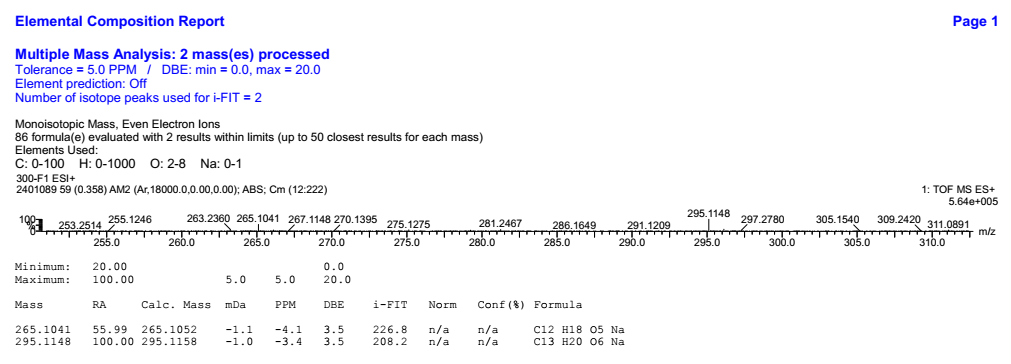 Elemental Composition Report Page 1
Multiple Mass Analysis: 2 mass(es) processed
Tolerance = 5.0 PPM / DBE: min = 0.0, max = 20.0
Element prediction: Off
Number of isotope peaks used for i-FIT = 2
Monoisotopic Mass, Even Electron Ions
86 formula(e) evaluated with 2 results within limits (up to 50 closest results for each mass)
Elements Used:
C: 0-100 H: 0-1000 O: 2-8 Na: 0-1
300-F1 ESI+
2401089 59 (0.358) AM2 (Ar,18000.0,0.00,0.00); ABS; Cm (12:222) 1: TOF MS ES+
5.64e+005
100 253.2514 255.1246 263.2360 265.1041 267.1148 270.1395 275.1275 281.2467 286.1649 291.1209 295.1148 297.2780 305.1540 309.2420 311.0891 m/z
255.0 260.0 265.0 270.0 275.0 280.0 285.0 290.0 295.0 300.0 305.0 310.0
Minimum: 20.00 0.0
Maximum: 100.00 5.0 5.0 20.0
Mass RA Calc. Mass mDa PPM DBE i-FIT Norm Conf(%) Formula
265.1041 55.99 265.1052 -1.1 -4.1 3.5 226.8 n/a n/a C12 H18 O5 Na
295.1148 100.00 295.1158 -1.0 -3.4 3.5 208.2 n/a n/a C13 H20 O6 Na